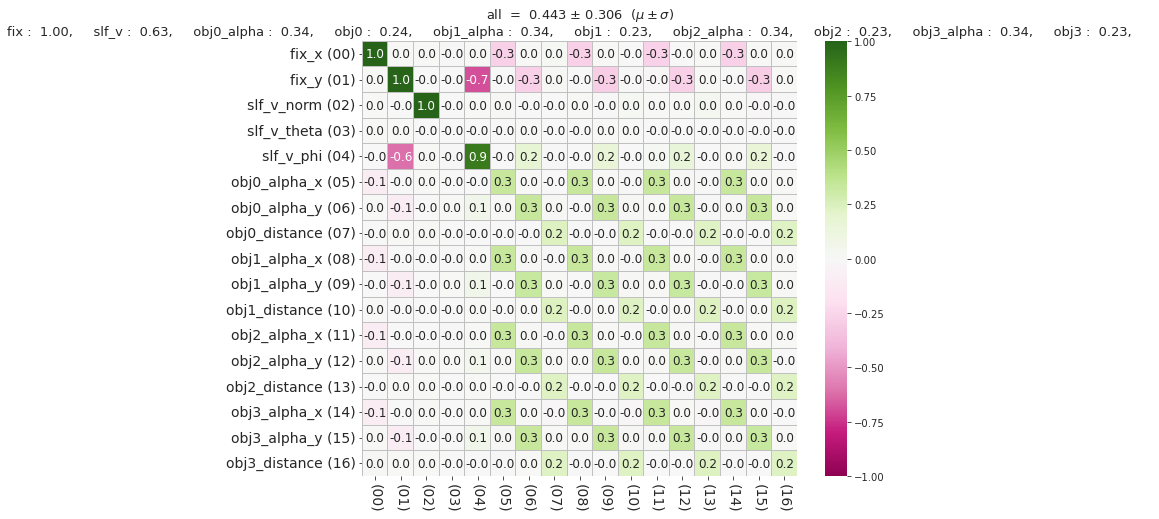 all = 0.443 ± 0.306 (μ ± σ)
fix : 1.00, slf_v : 0.63, obj0_alpha : 0.34, obj0 : 0.24, obj1_alpha : 0.34, obj1 : 0.23, obj2_alpha : 0.34, obj2 : 0.23, obj3_alpha : 0.34, obj3 : 0.23,
fix_x (00) 1.0 0.0 0.0 -0.0 0.0 -0.3 0.0 0.0 -0.3 0.0 -0.0 -0.3 -0.0 0.0 -0.3 0.0 0.0
fix_y (01) 0.0 1.0 -0.0 -0.0 -0.7 -0.0 -0.3 0.0 -0.0 -0.3 0.0 -0.0 -0.3 -0.0 0.0 -0.3 0.0
slf_v_norm (02) 0.0 -0.0 1.0 -0.0 0.0 0.0 -0.0 0.0 -0.0 -0.0 0.0 0.0 0.0 0.0 0.0 -0.0 -0.0
slf_v_theta (03) 0.0 0.0 0.0 -0.0 0.0 -0.0 -0.0 -0.0 -0.0 -0.0 -0.0 -0.0 -0.0 -0.0 -0.0 -0.0 -0.0
slf_v_phi (04) -0.0 -0.6 0.0 -0.0 0.9 -0.0 0.2 -0.0 0.0 0.2 -0.0 0.0 0.2 -0.0 -0.0 0.2 -0.0
obj0_alpha_x (05) -0.1 -0.0 0.0 -0.0 -0.0 0.3 0.0 -0.0 0.3 0.0 -0.0 0.3 0.0 -0.0 0.3 0.0 -0.0
obj0_alpha_y (06) 0.0 -0.1 -0.0 0.0 0.1 -0.0 0.3 0.0 -0.0 0.3 0.0 -0.0 0.3 0.0 -0.0 0.3 0.0
obj0_distance (07) -0.0 0.0 0.0 -0.0 -0.0 -0.0 -0.0 0.2 -0.0 0.0 0.2 -0.0 -0.0 0.2 -0.0 -0.0 0.2
obj1_alpha_x (08) -0.1 -0.0 0.0 0.0 -0.0 0.3 0.0 -0.0 0.3 0.0 -0.0 0.3 0.0 -0.0 0.3 0.0 0.0
obj1_alpha_y (09) -0.0 -0.1 -0.0 -0.0 0.1 -0.0 0.3 0.0 -0.0 0.3 0.0 0.0 0.3 -0.0 -0.0 0.3 0.0
obj1_distance (10) 0.0 -0.0 0.0 -0.0 -0.0 -0.0 0.0 0.2 -0.0 0.0 0.2 -0.0 0.0 0.2 -0.0 0.0 0.2
obj2_alpha_x (11) -0.1 -0.0 0.0 -0.0 -0.0 0.3 0.0 -0.0 0.3 0.0 -0.0 0.3 0.0 -0.0 0.3 0.0 0.0
obj2_alpha_y (12) 0.0 -0.1 0.0 0.0 0.1 0.0 0.3 0.0 0.0 0.3 0.0 0.0 0.3 -0.0 0.0 0.3 -0.0
obj2_distance (13) -0.0 0.0 0.0 0.0 -0.0 -0.0 -0.0 0.2 -0.0 -0.0 0.2 -0.0 -0.0 0.2 -0.0 -0.0 0.2
obj3_alpha_x (14) -0.1 -0.0 0.0 -0.0 -0.0 0.3 0.0 -0.0 0.3 0.0 -0.0 0.3 0.0 -0.0 0.3 0.0 -0.0
obj3_alpha_y (15) 0.0 -0.1 -0.0 -0.0 0.1 0.0 0.3 0.0 0.0 0.3 0.0 0.0 0.3 -0.0 0.0 0.3 0.0
obj3_distance (16) 0.0 0.0 0.0 -0.0 -0.0 -0.0 -0.0 0.2 -0.0 -0.0 0.2 -0.0 -0.0 0.2 -0.0 -0.0 0.2
(00) (01) (02) (03) (04) (05) (06) (07) (08) (09) (10) (11) (12) (13) (14) (15) (16)
1.00
0.75
0.50
0.25
0.00
−0.25
−0.50
−0.75
−1.00